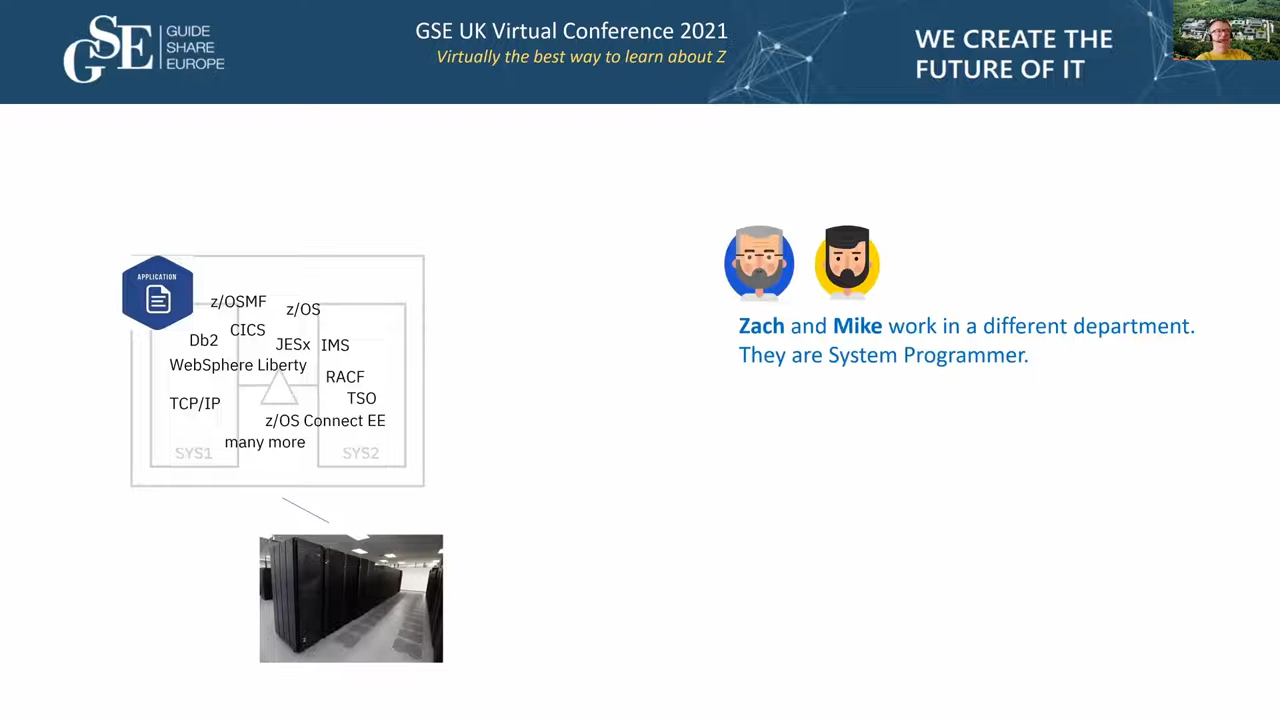 GSE
GUIDE
SHARE
EUROPE
GSE UK Virtual Conference 2021
Virtually the best way to learn about Z
WE CREATE THE
FUTURE OF IT
APPLICATION
z/OSMF
z/OS
CICS
Db2
JESx
IMS
WebSphere Liberty
RACF
TSO
TCP/IP
z/OS Connect EE
many more
SYS1
SYS2
Zach and Mike work in a different department.
They are System Programmer.